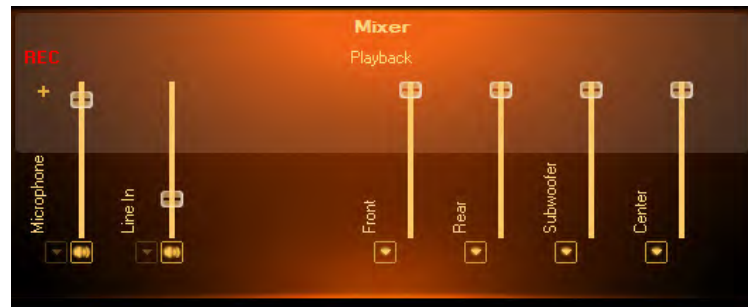 Mixer
REC
Playback
+
Microphone
Line In
Front
Rear
Subwoofer
Center